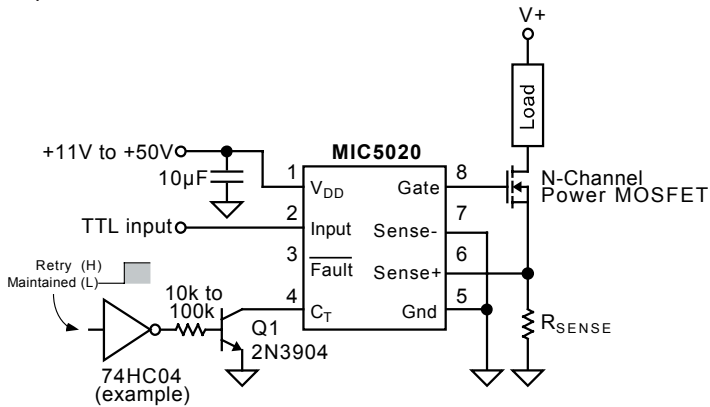 V+
Load
+11V to +50V
MIC5020
10µF
1
VDD
Gate
8
N-Channel
Power MOSFET
TTL input
2
Input
Sense-
7
3
Fault
Sense+
6
Retry (H)
Maintained (L)
10k to
100k
4
CT
Gnd
5
RSENSE
Q1
2N3904
74HC04
(example)